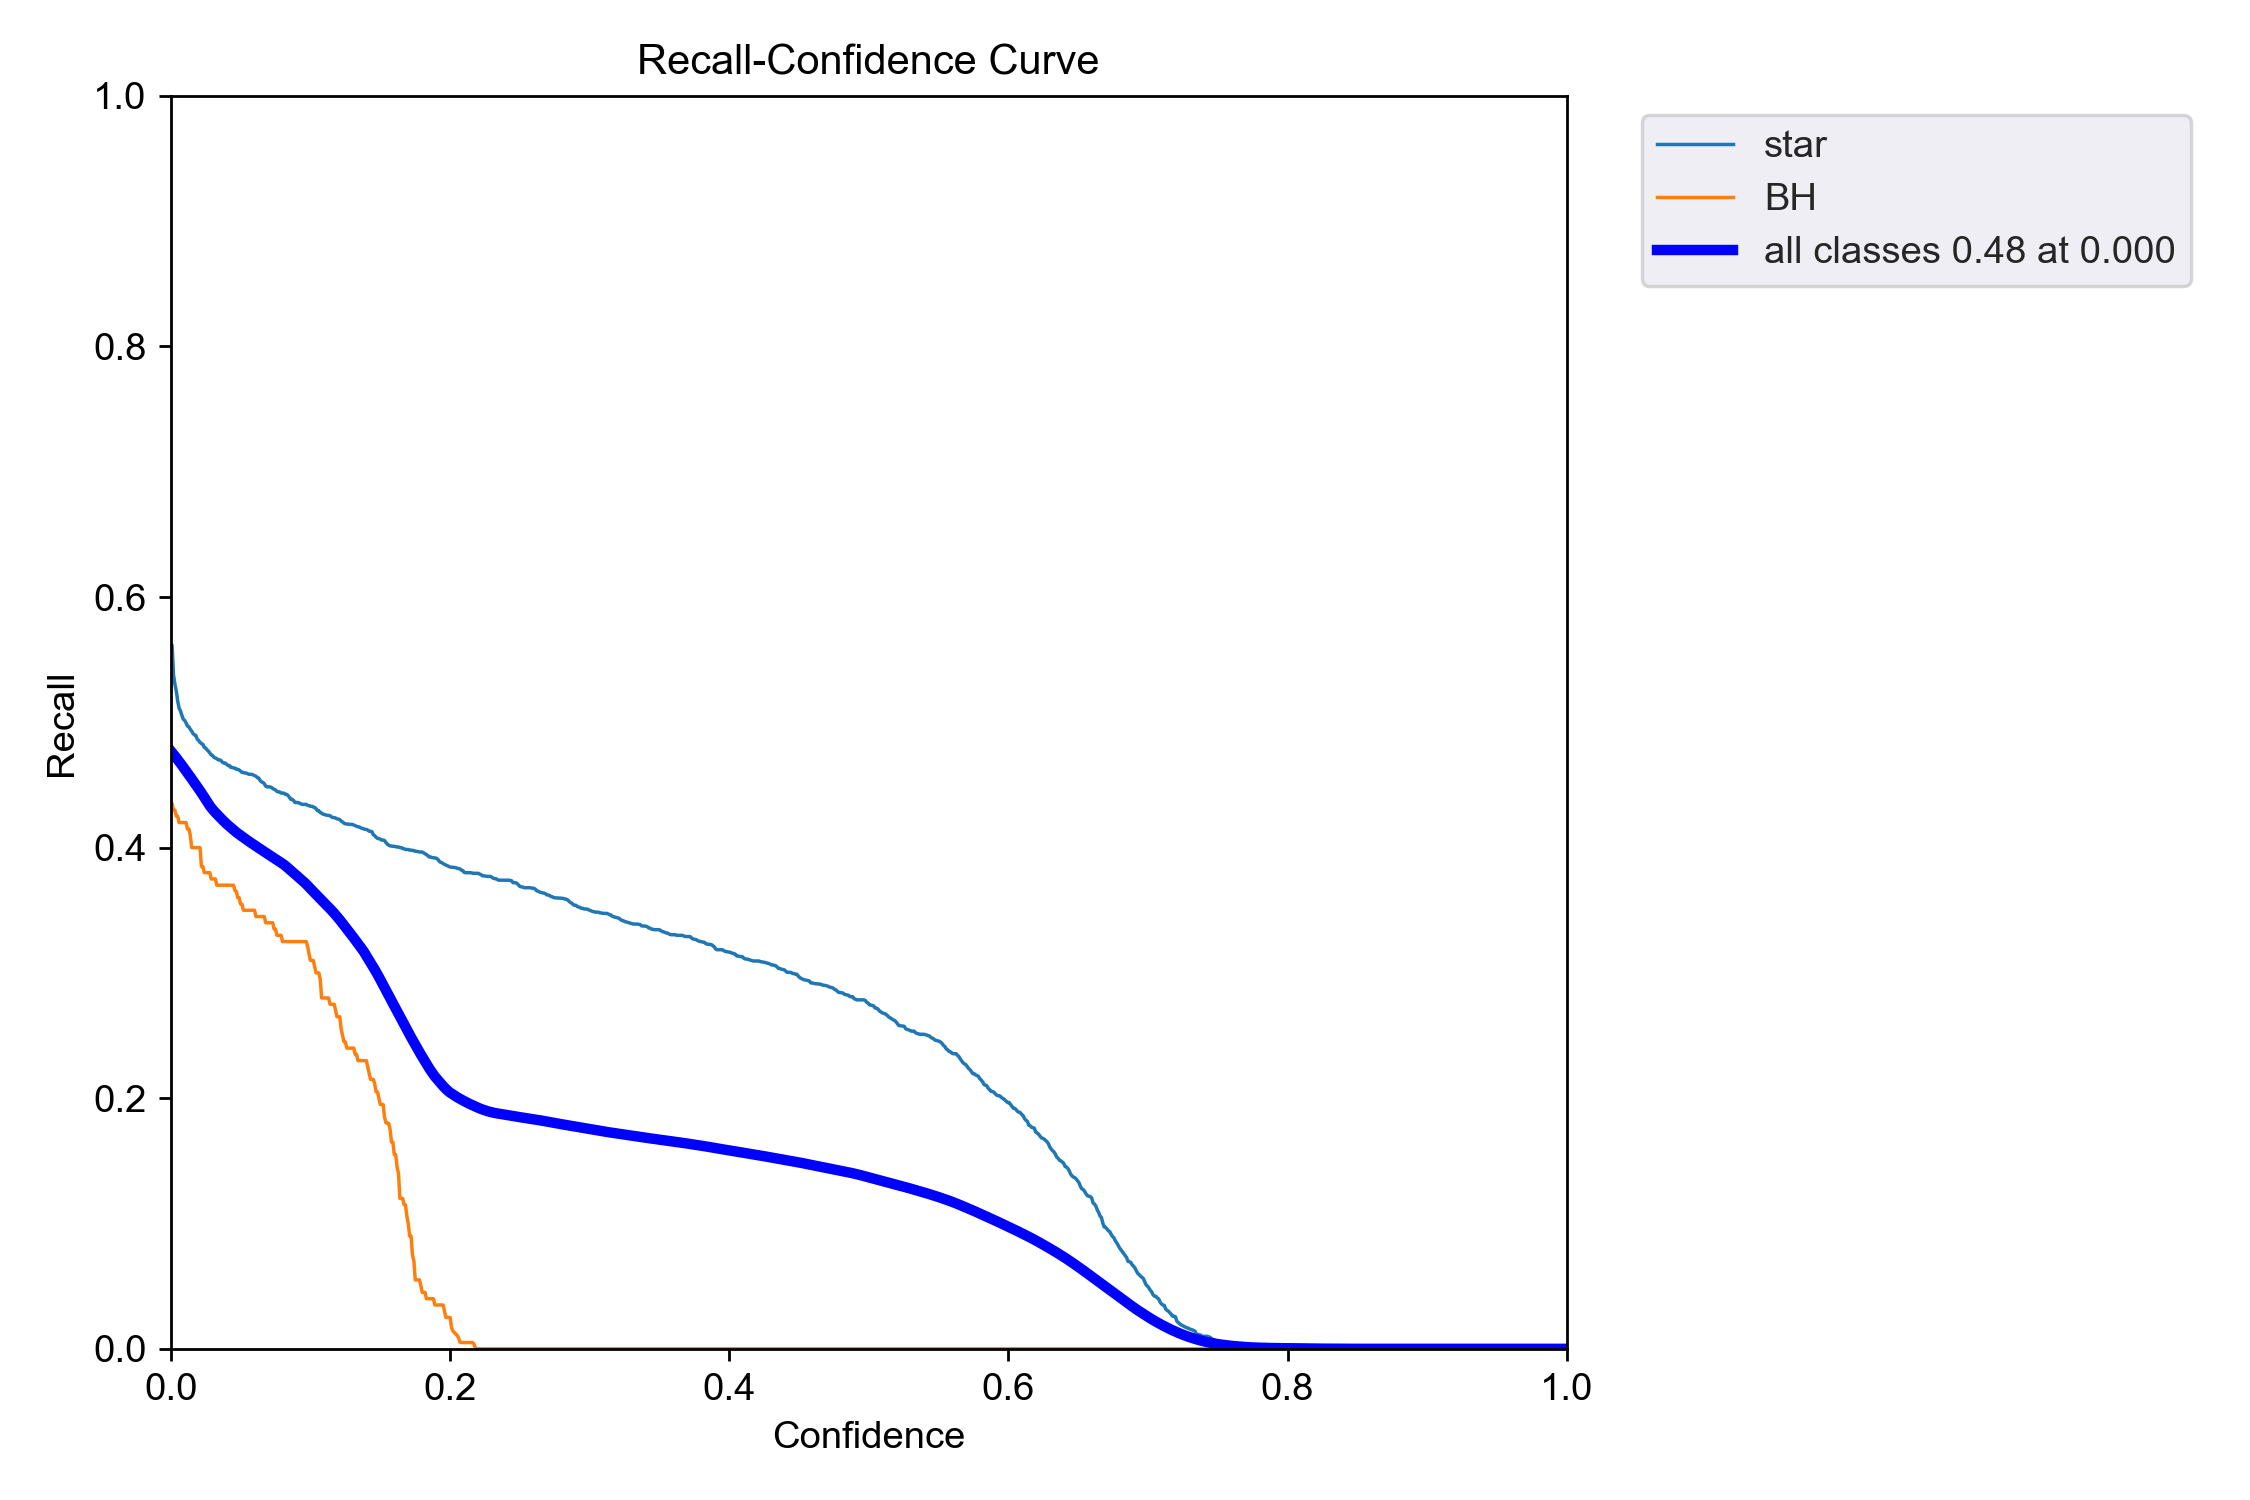 Recall-Confidence Curve
1.0
0.8
0.6
0.4
0.2
0.0
Recall
0.0 0.2 0.4 0.6 0.8 1.0
Confidence
star
BH
all classes 0.48 at 0.000